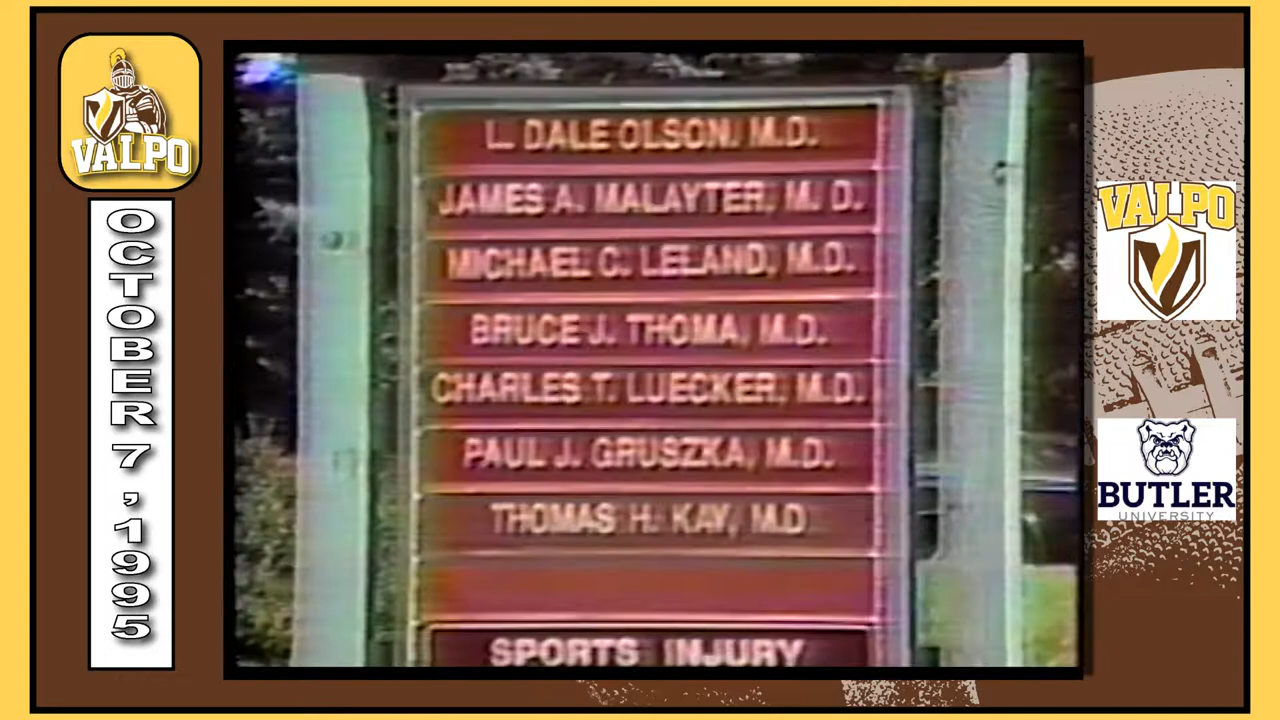 VALPO
OCTOBER 7, 1995
L. DALE OLSON, M.D.
JAMES A. MALAYTER, M. D.
MICHAEL C. LELAND, M.D.
BRUCE J. THOMA, M.D.
CHARLES T. LUECKER, M.D.
PAUL J. GRUSZKA, M.D.
THOMAS H. KAY, M.D
SPORTS INJURY
VALPO
BUTLER
UNIVERSITY